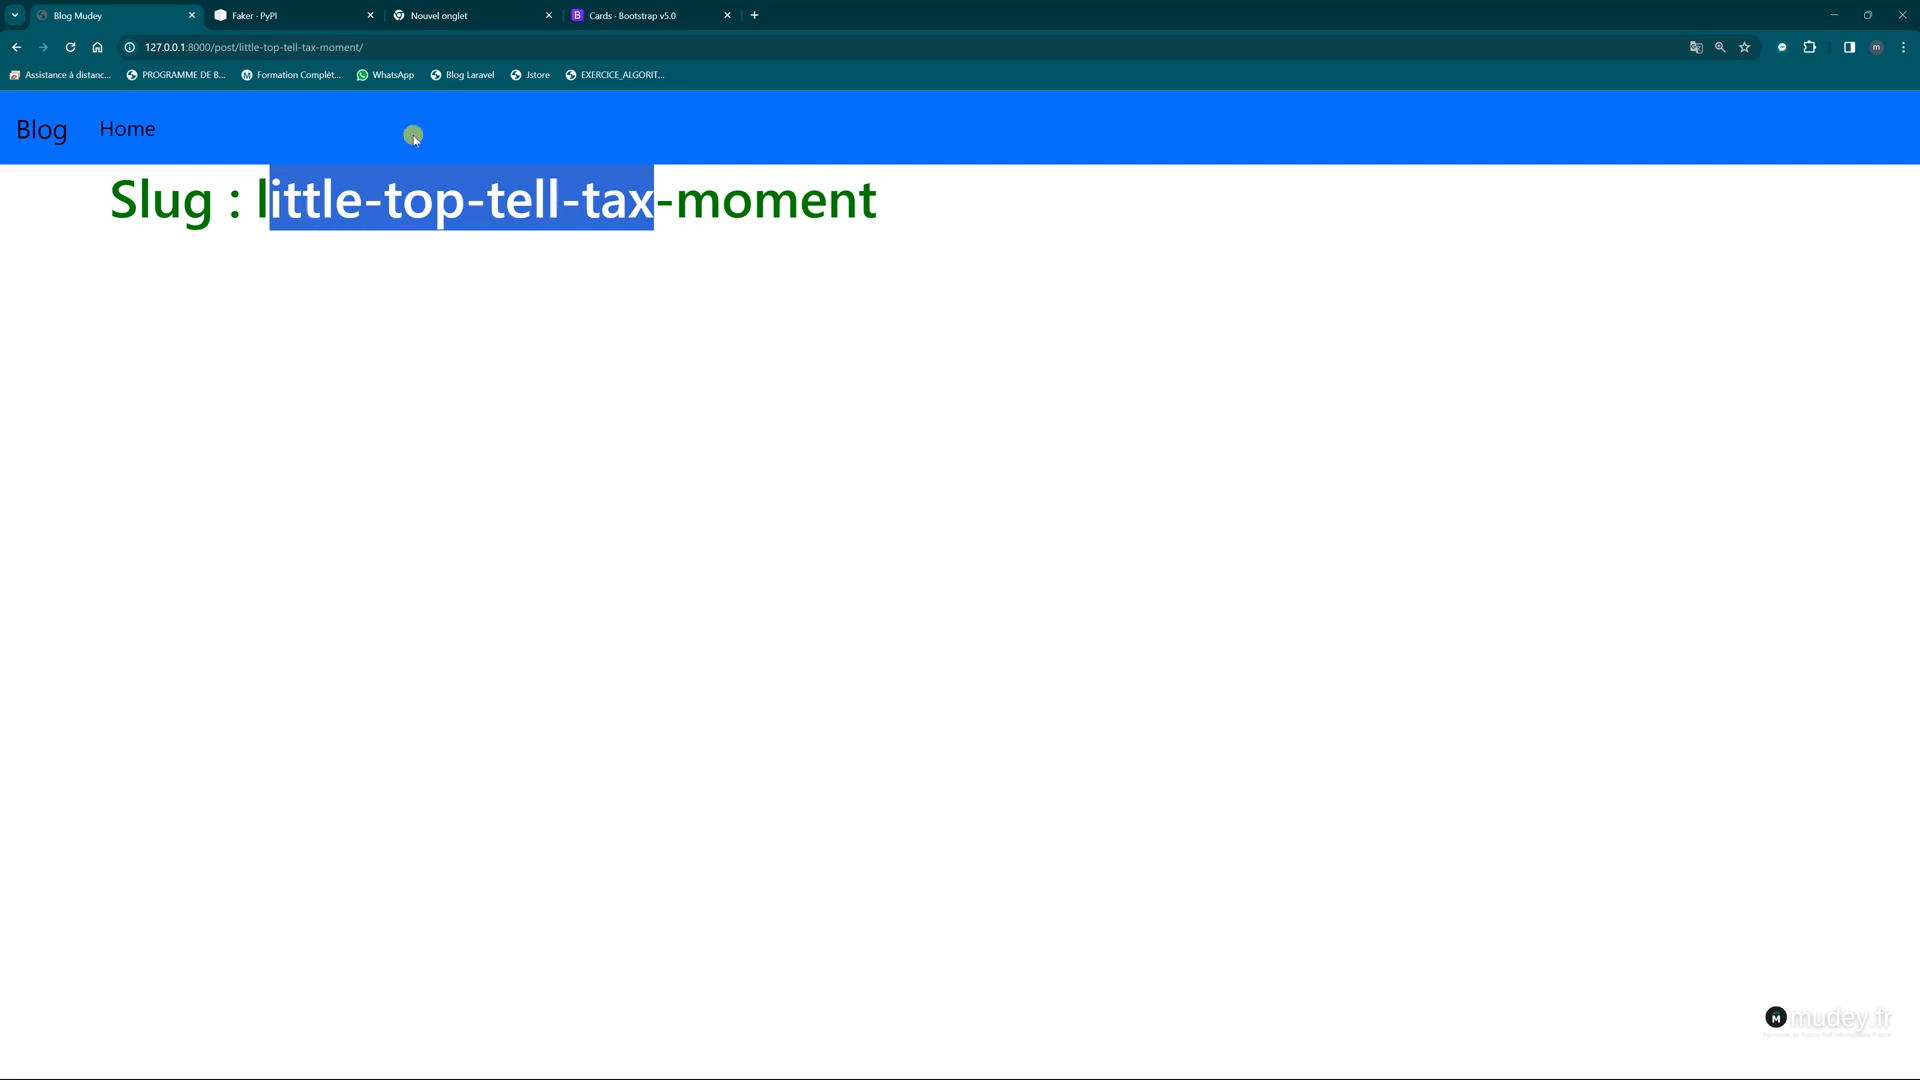 Blog Mudey
Faker · PyPI
Nouvel onglet
Cards · Bootstrap v5.0
127.0.0.1:8000/post/little-top-tell-tax-moment/
m
Assistance à distanc...
PROGRAMME DE B...
Formation Complèt...
WhatsApp
Blog Laravel
Jstore
EXERCICE_ALGORIT...
Blog
Home
Slug : little-top-tell-tax-moment
mudey.fr